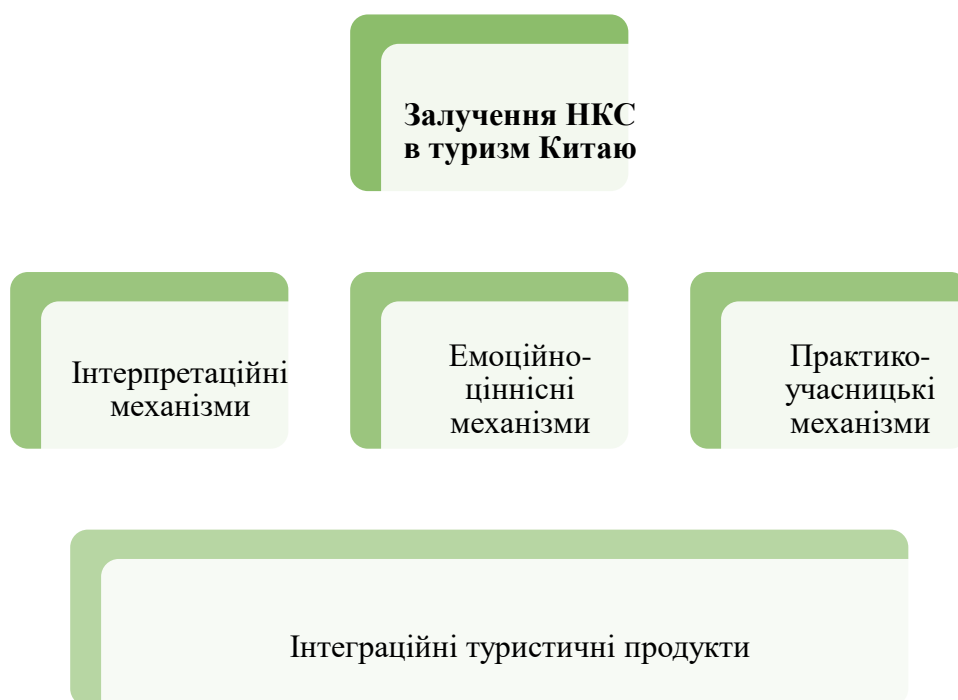 Залучення НКС
в туризм Китаю
Інтерпретаційні
механізми
Емоційно-
ціннісні
механізми
Практико-
учасницькі
механізми
Інтеграційні туристичні продукти